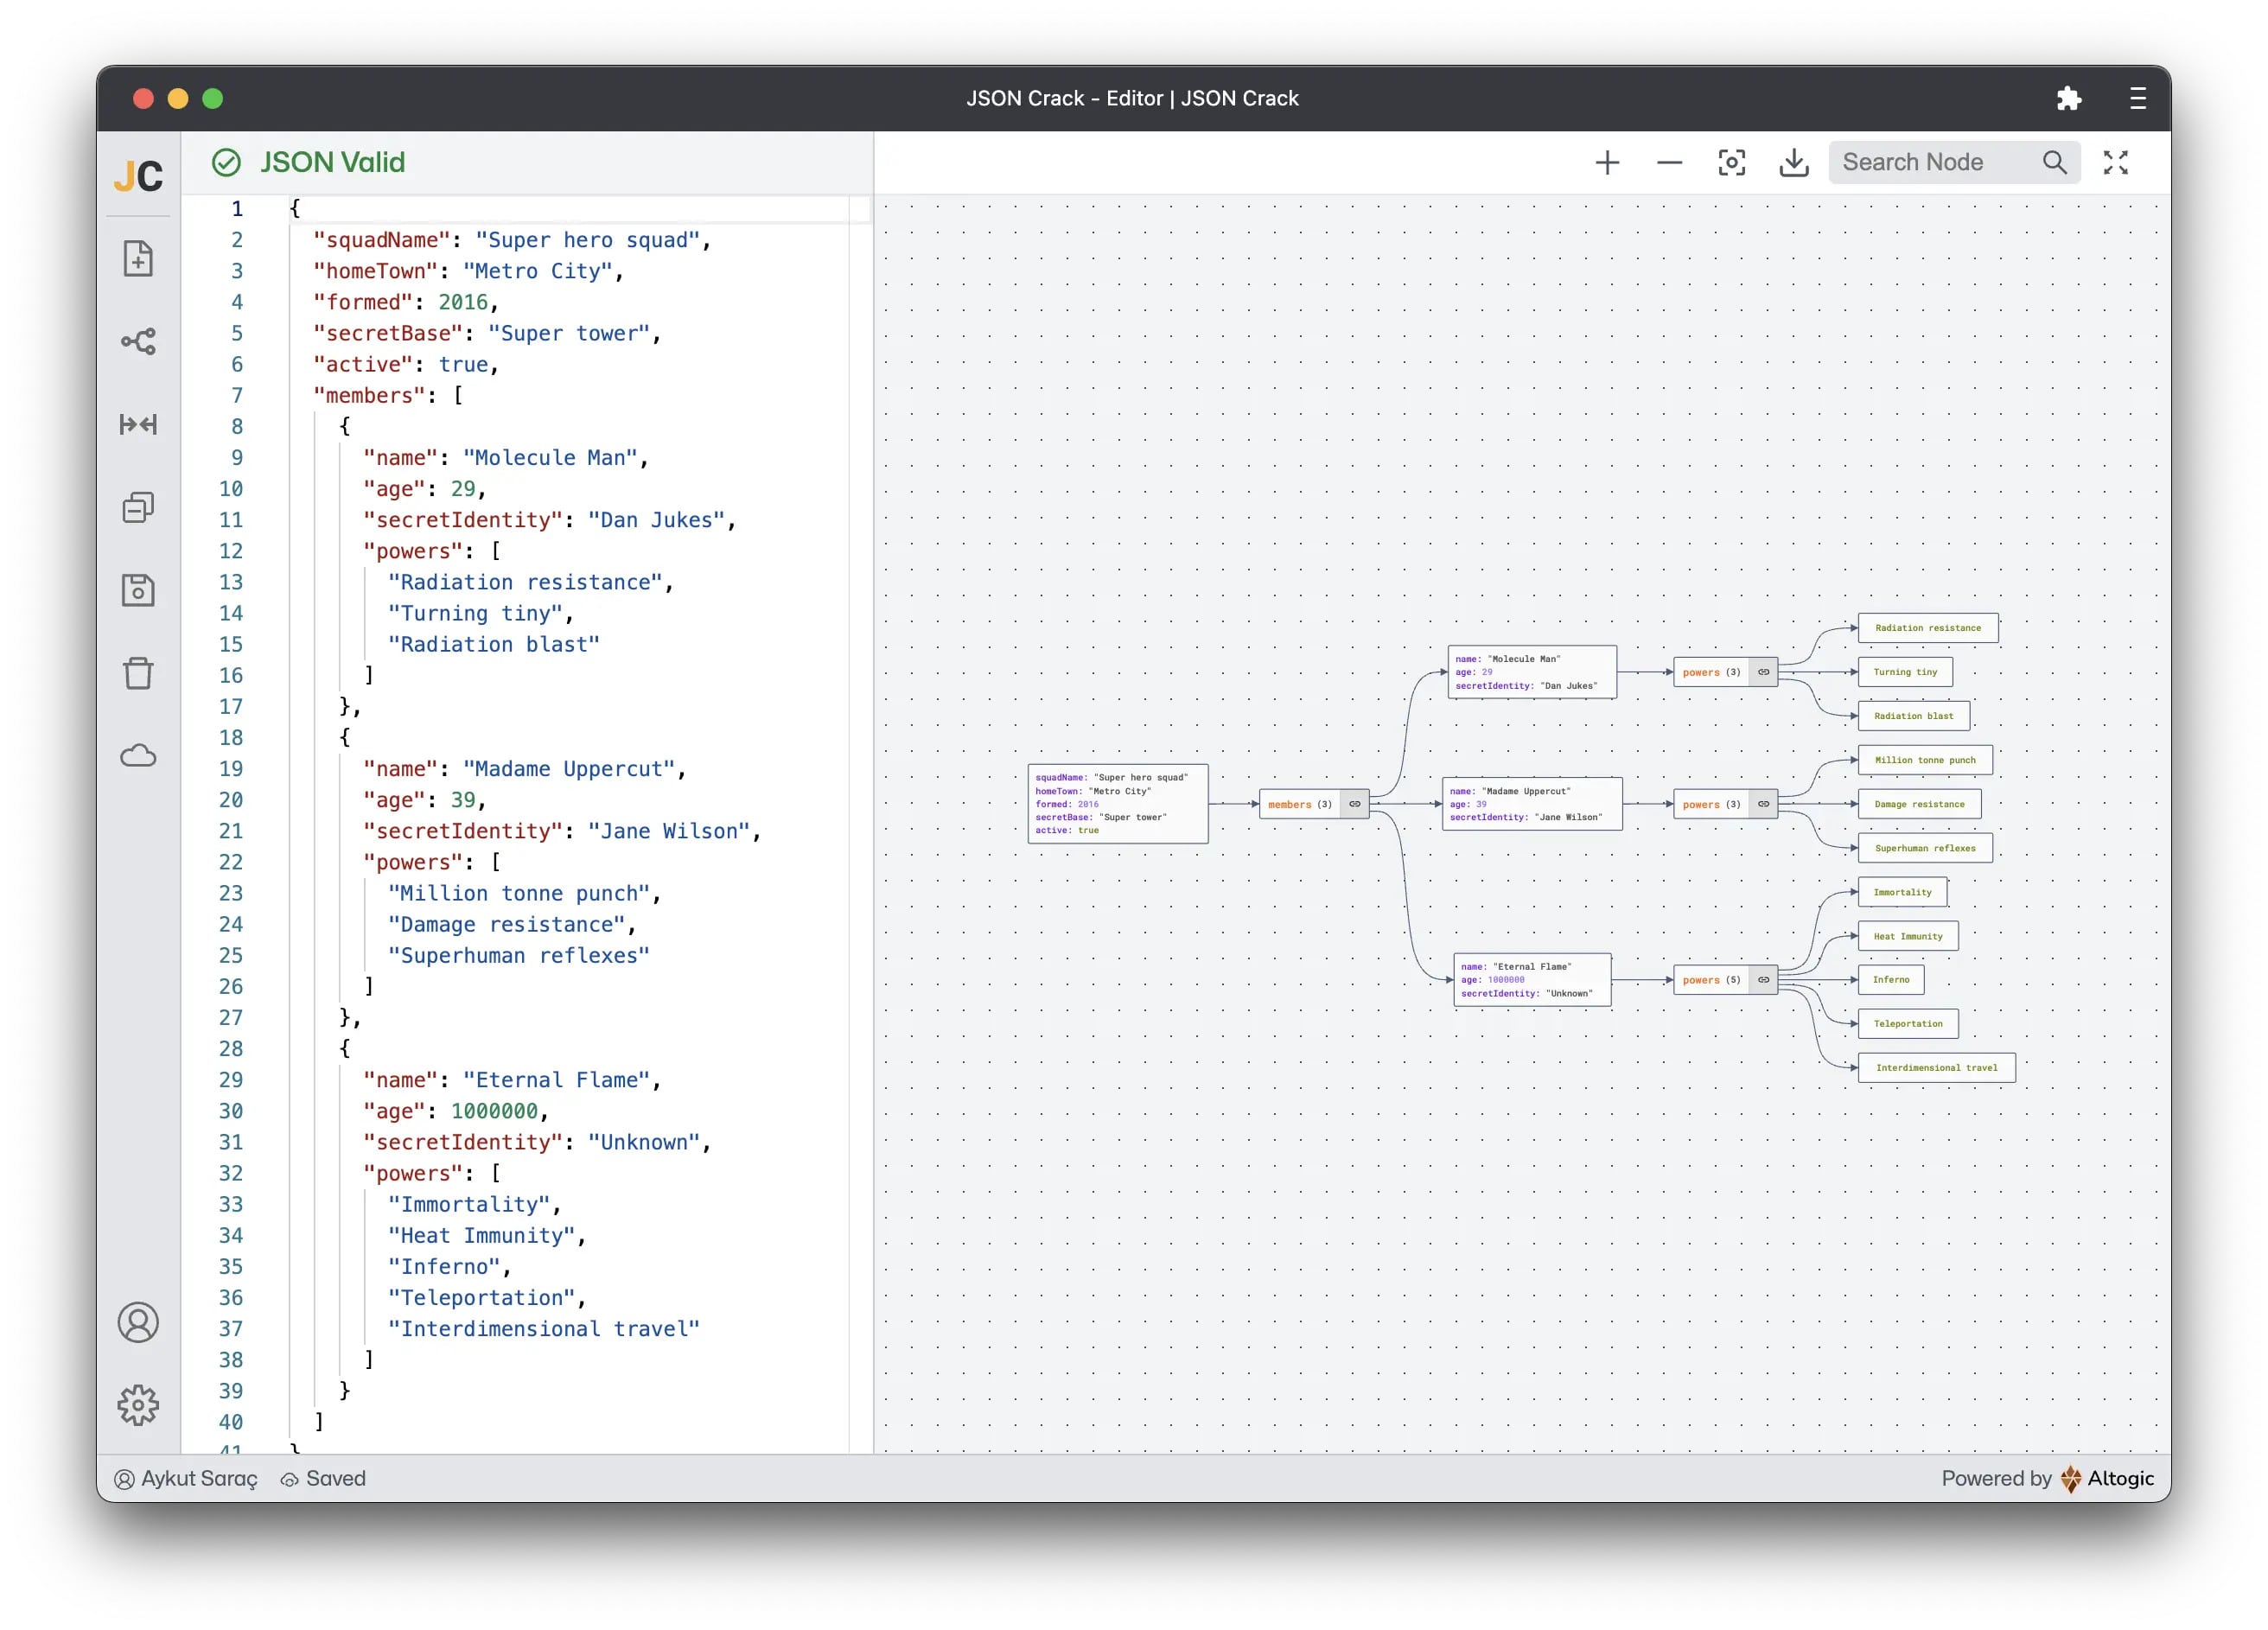 JSON Crack - Editor | JSON Crack
JC
JSON Valid
Search Node
1 {
2 "squadName": "Super hero squad",
3 "homeTown": "Metro City",
4 "formed": 2016,
5 "secretBase": "Super tower",
6 "active": true,
7 "members": [
8 {
9 "name": "Molecule Man",
10 "age": 29,
11 "secretIdentity": "Dan Jukes",
12 "powers": [
13 "Radiation resistance",
14 "Turning tiny",
15 "Radiation blast"
16 ]
17 },
18 {
19 "name": "Madame Uppercut",
20 "age": 39,
21 "secretIdentity": "Jane Wilson",
22 "powers": [
23 "Million tonne punch",
24 "Damage resistance",
25 "Superhuman reflexes"
26 ]
27 },
28 {
29 "name": "Eternal Flame",
30 "age": 1000000,
31 "secretIdentity": "Unknown",
32 "powers": [
33 "Immortality",
34 "Heat Immunity",
35 "Inferno",
36 "Teleportation",
37 "Interdimensional travel"
38 ]
39 }
40 ]
41 }
squadName: "Super hero squad"
homeTown: "Metro City"
formed: 2016
secretBase: "Super tower"
active: true
members (3)
name: "Molecule Man"
age: 29
secretIdentity: "Dan Jukes"
powers (3)
Radiation resistance
Turning tiny
Radiation blast
name: "Madame Uppercut"
age: 39
secretIdentity: "Jane Wilson"
powers (3)
Million tonne punch
Damage resistance
Superhuman reflexes
name: "Eternal Flame"
age: 1000000
secretIdentity: "Unknown"
powers (5)
Immortality
Heat Immunity
Inferno
Teleportation
Interdimensional travel
Aykut Saraç Saved
Powered by Altogic